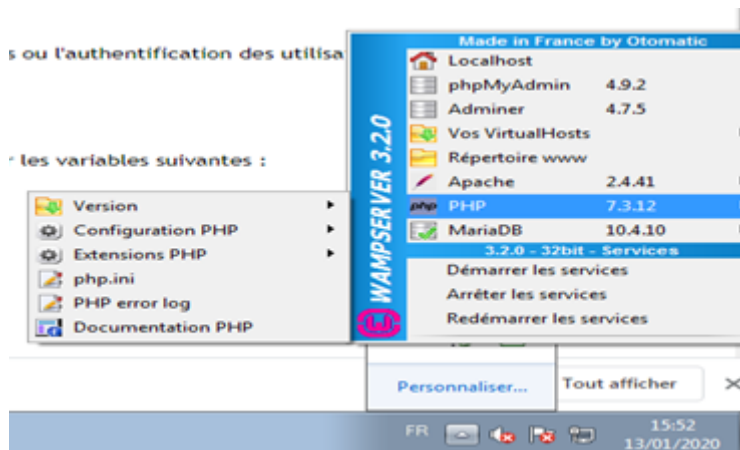 s ou l'authentification des utilisa
r les variables suivantes :
Made in France by Otomatic
Localhost
phpMyAdmin 4.9.2
Adminer 4.7.5
Vos VirtualHosts
Répertoire www
Apache 2.4.41
php PHP 7.3.12
MariaDB 10.4.10
3.2.0 - 32bit - Services
Démarrer les services
Arrêter les services
Redémarrer les services
WAMPSERVER 3.2.0
Version
Configuration PHP
Extensions PHP
php.ini
PHP error log
Documentation PHP
Personnaliser...
Tout afficher
FR
15:52
13/01/2020